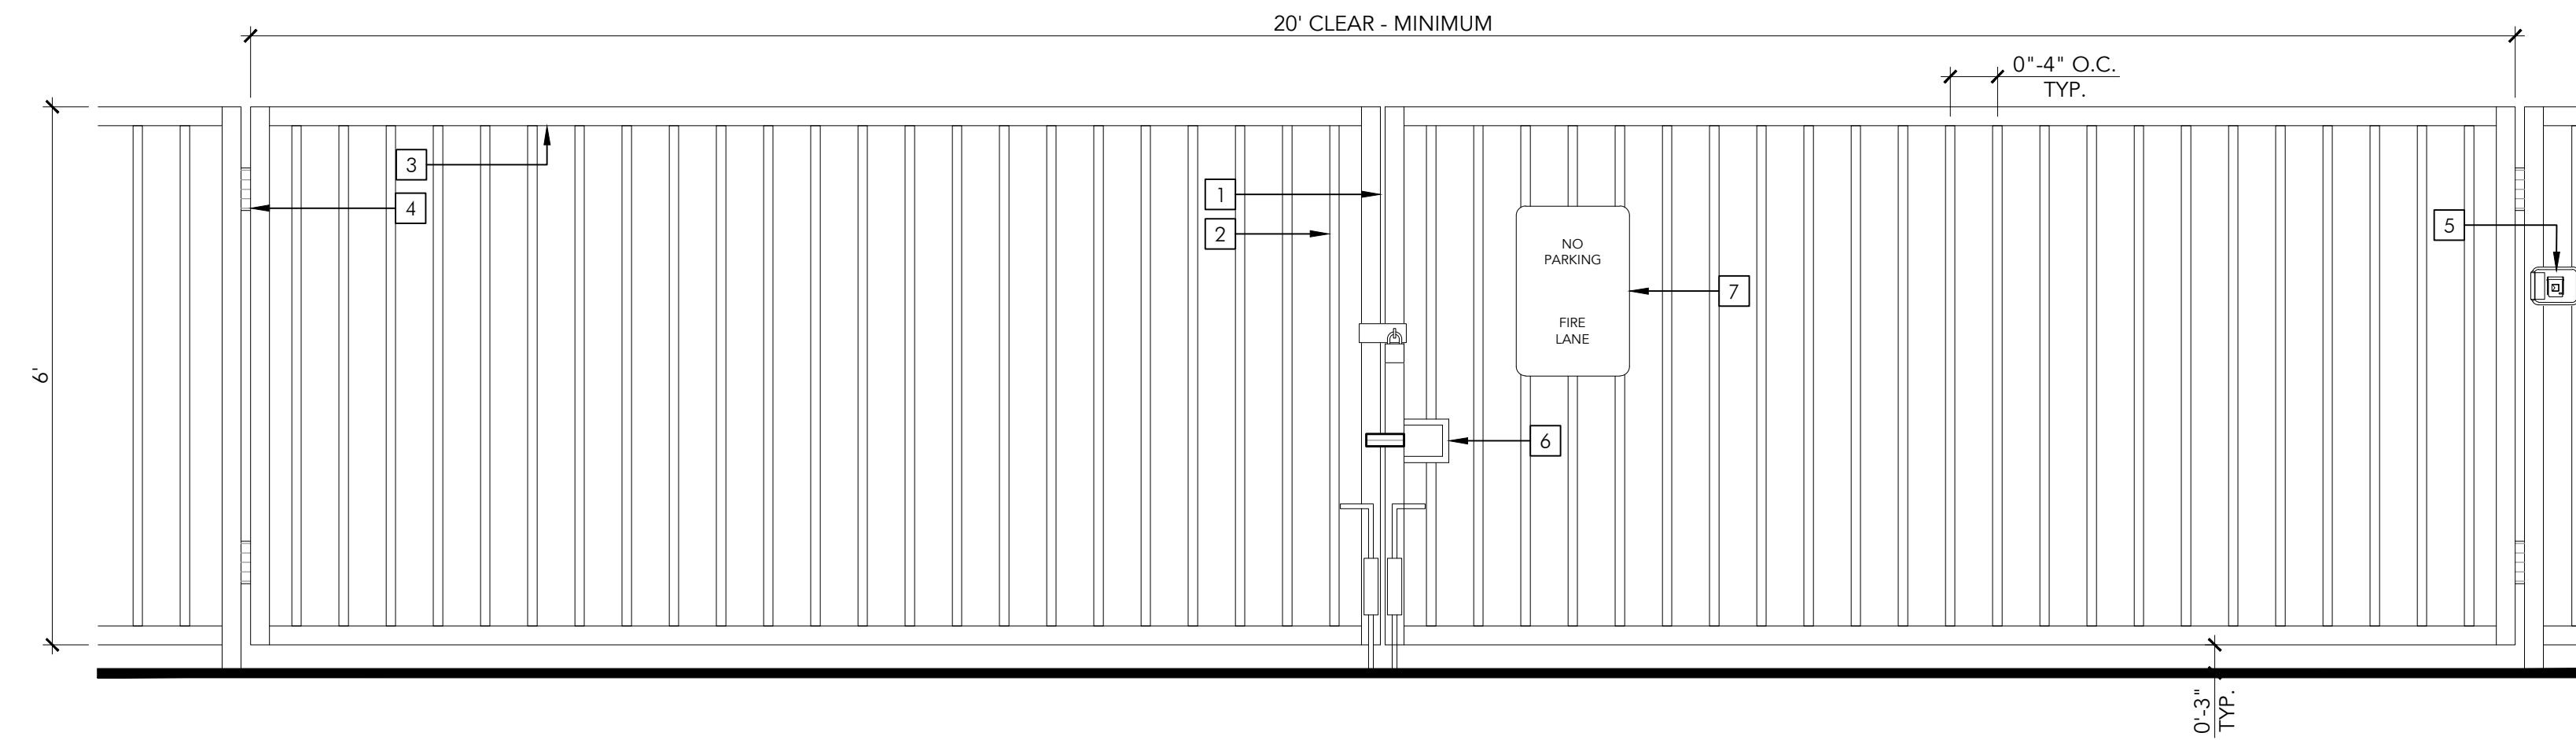 20' CLEAR - MINIMUM
0"-4" O.C.
TYP.
3
4
1
2
5
NO
PARKING
FIRE
LANE
7
6'
6
0'-3"
TYP.